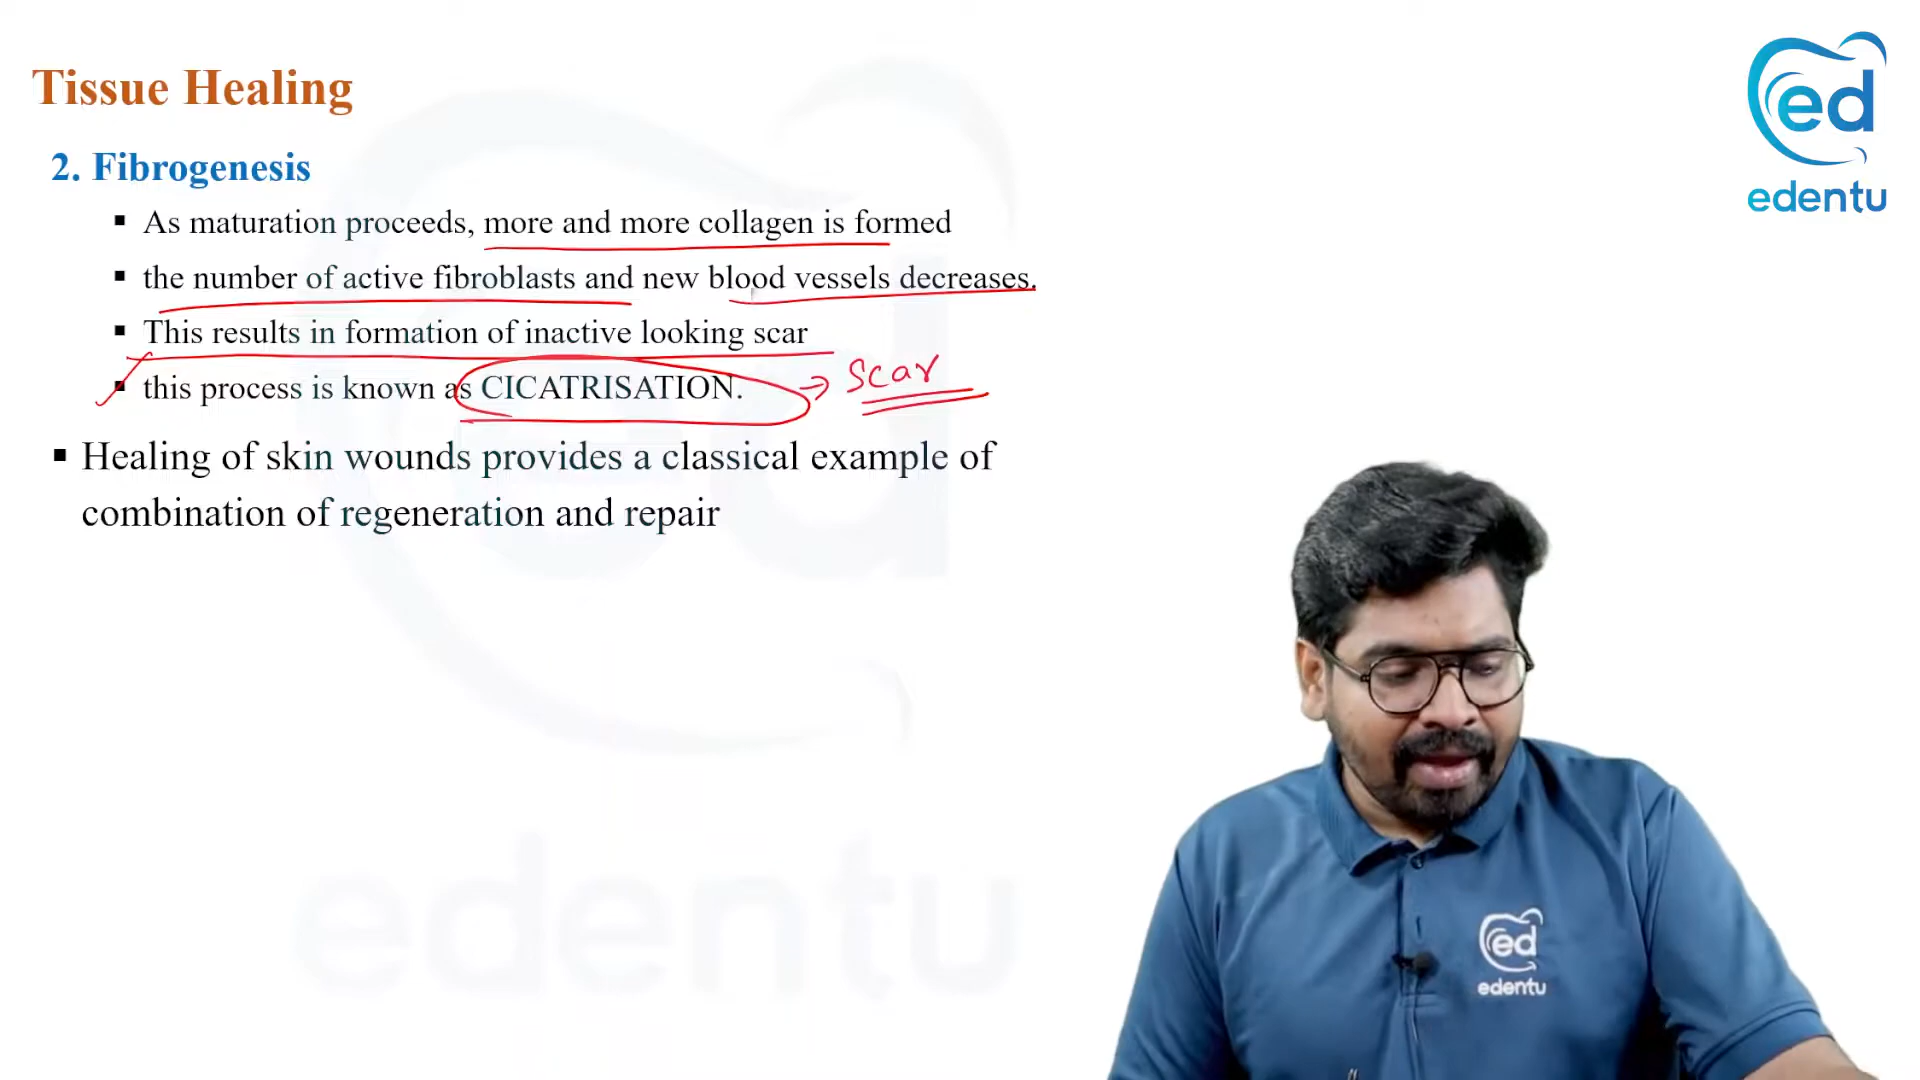 Tissue Healing
ed
edentu
2. Fibrogenesis
▪ As maturation proceeds, more and more collagen is formed
▪ the number of active fibroblasts and new blood vessels decreases.
▪ This results in formation of inactive looking scar
▪ this process is known as CICATRISATION. → Scar
▪ Healing of skin wounds provides a classical example of
combination of regeneration and repair
ed
edentu
ed
edentu